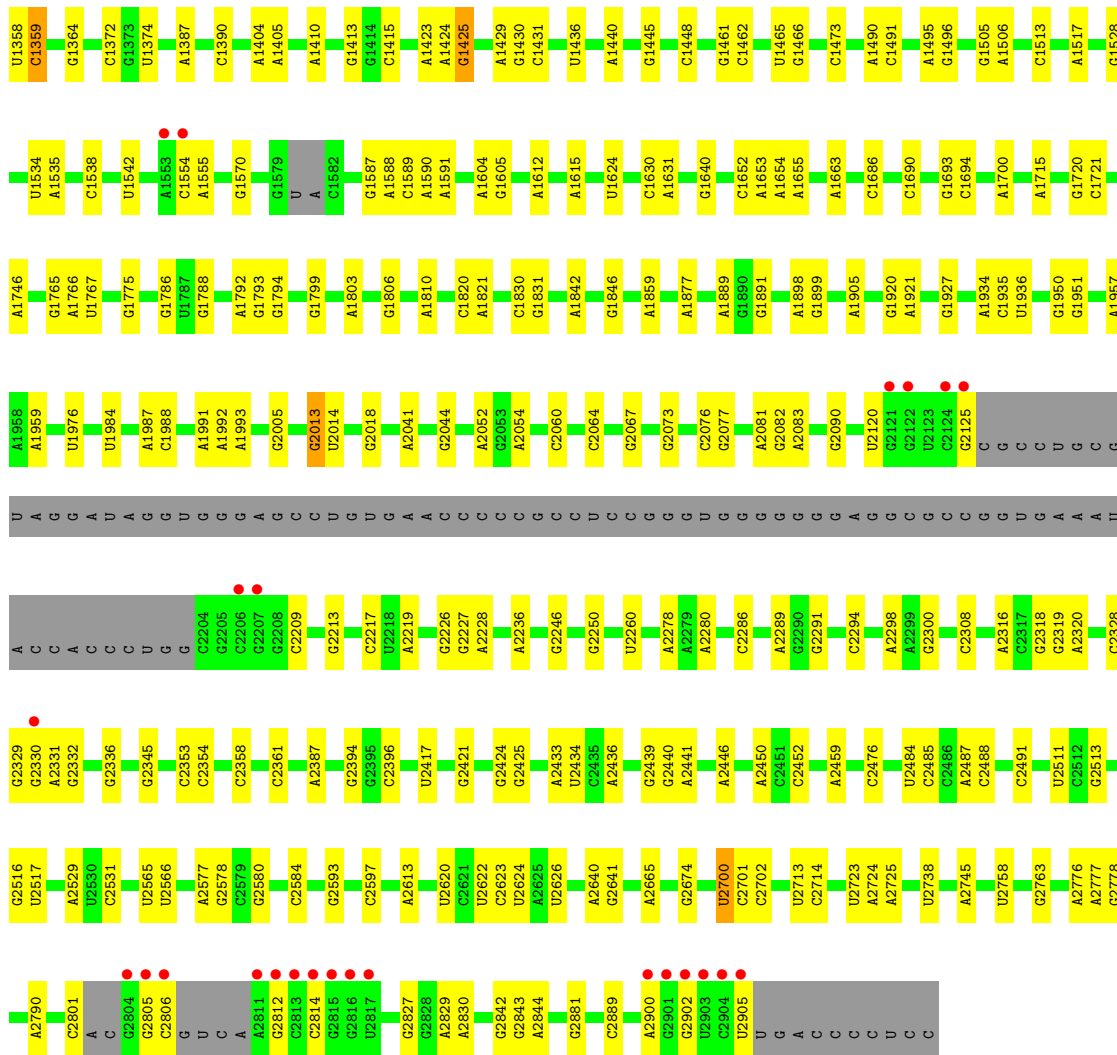 U1358 C1359 G1364 C1372 G1373 U1374 A1387 C1390 A1404 A1405 A1410 G1413 G1414 C1415 A1423 A1424 G1425 A1429 G1430 C1431 U1436 A1440 G1445 C1448 G1461 C1462 U1465 G1466 C1473 A1490 C1491 A1495 G1496 G1505 A1506 C1513 A1517 G1528
U1534 A1535 C1538 U1542 A1553 C1554 A1555 G1570 G1579 U A C1582 G1587 A1588 C1589 A1590 A1591 A1604 G1605 A1612 A1615 U1624 C1630 A1631 G1640 C1652 A1653 A1654 A1655 A1663 C1686 C1690 G1693 C1694 A1700 A1715 G1720 C1721
A1746 G1765 A1766 U1767 G1775 G1786 U1787 G1788 A1792 G1793 G1794 G1799 A1803 G1806 A1810 C1820 A1821 C1830 G1831 A1842 G1846 A1859 A1877 A1889 G1890 G1891 A1898 G1899 A1905 G1920 A1921 G1927 A1934 C1935 U1936 G1950 G1951 A1957
A1958 A1959 U1976 U1984 A1987 C1988 A1991 A1992 A1993 G2005 G2013 U2014 G2018 A2041 G2044 A2052 G2053 A2054 C2060 C2064 G2067 G2073 C2076 G2077 A2081 G2082 A2083 G2090 U2120 G2121 G2122 U2123 C2124 G2125 C G C C U G C G
U A G G A U A G G U G G G A G C C U G U G A A C C C C C G C C U C C G G G U G G G G G G A G G C G C C G G U G A A A U
A C C A C C C U G G C2204 G2205 C2206 G2207 G2208 C2209 G2213 C2217 U2218 A2219 G2226 G2227 A2228 A2236 G2246 G2250 U2260 A2278 A2279 A2280 C2286 A2289 G2290 G2291 C2294 A2298 A2299 G2300 C2308 A2316 C2317 G2318 G2319 A2320 C2328
G2329 G2330 A2331 G2332 G2336 G2345 C2353 C2354 C2358 C2361 A2387 G2394 G2395 C2396 U2417 G2421 G2424 G2425 A2433 U2434 C2435 A2436 G2439 G2440 A2441 A2446 A2450 C2451 C2452 A2459 C2476 U2484 C2485 C2486 A2487 C2488 C2491 U2511 C2512 G2513
G2516 U2517 A2529 U2530 C2531 U2565 U2566 A2577 G2578 C2579 G2580 C2584 G2593 C2597 A2613 U2620 C2621 U2622 C2623 U2624 A2625 U2626 A2640 G2641 A2665 G2674 U2700 C2701 C2702 U2713 C2714 U2723 A2724 A2725 U2738 A2745 U2758 G2763 A2776 A2777 G2778
A2790 C2801 A C G2804 G2805 C2806 G U C A A2811 G2812 C2813 C2814 G2815 G2816 U2817 G2827 G2828 A2829 A2830 G2842 G2843 A2844 G2881 C2889 A2900 G2901 G2902 U2903 C2904 U2905 U G A C C C C U C C